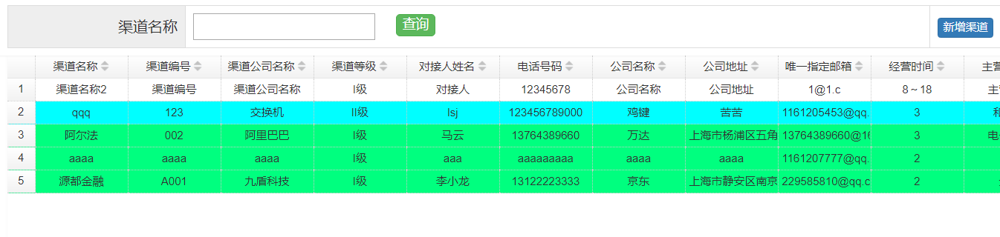 渠道名称 查询 新增渠道
渠道名称 渠道编号 渠道公司名称 渠道等级 对接人姓名 电话号码 公司名称 公司地址 唯一指定邮箱 经营时间 主营
1 渠道名称2 渠道编号 渠道公司名称 I级 对接人 12345678 公司名称 公司地址 1@1.c 8～18 主营
2 qqq 123 交换机 II级 lsj 123456789000 鸡键 苦苦 1161205453@qq. 3
3 阿尔法 002 阿里巴巴 I级 马云 13764389660 万达 上海市杨浦区五角 13764389660@16 3 电
4 aaaa aaaa aaaa I级 aaa aaaaaaaaa aaaa aaaa 1161207777@qq. 2
5 源都金融 A001 九盾科技 I级 李小龙 13122223333 京东 上海市静安区南京 229585810@qq.c 2